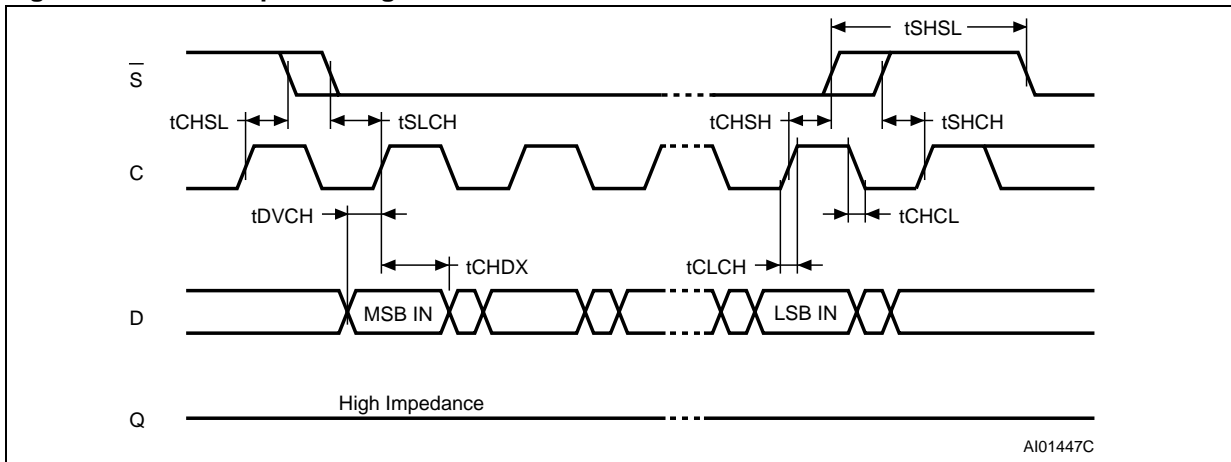 tSHSL
S
tCHSL
tSLCH
tCHSH
tSHCH
C
tDVCH
tCHCL
tCHDX
tCLCH
D
MSB IN
LSB IN
High Impedance
Q
AI01447C